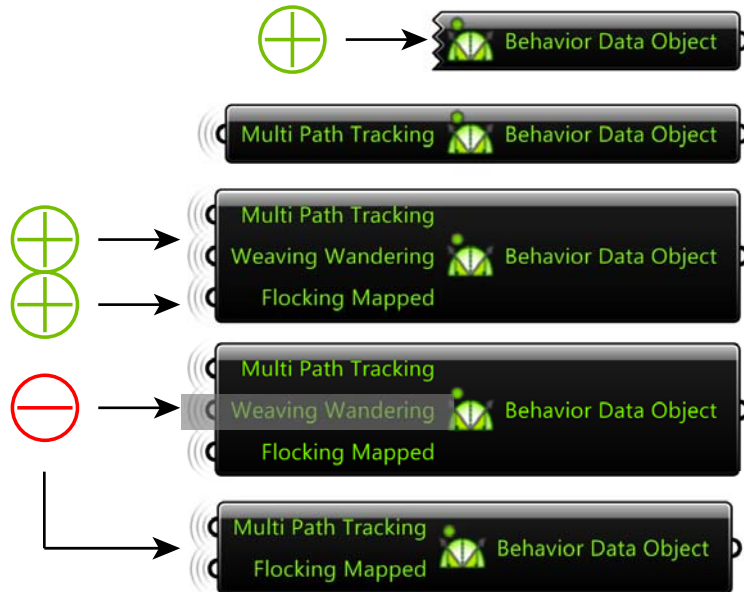 Behavior Data Object
Multi Path Tracking Behavior Data Object
Multi Path Tracking
Weaving Wandering Behavior Data Object
Flocking Mapped
Multi Path Tracking
Weaving Wandering Behavior Data Object
Flocking Mapped
Multi Path Tracking
Behavior Data Object
Flocking Mapped